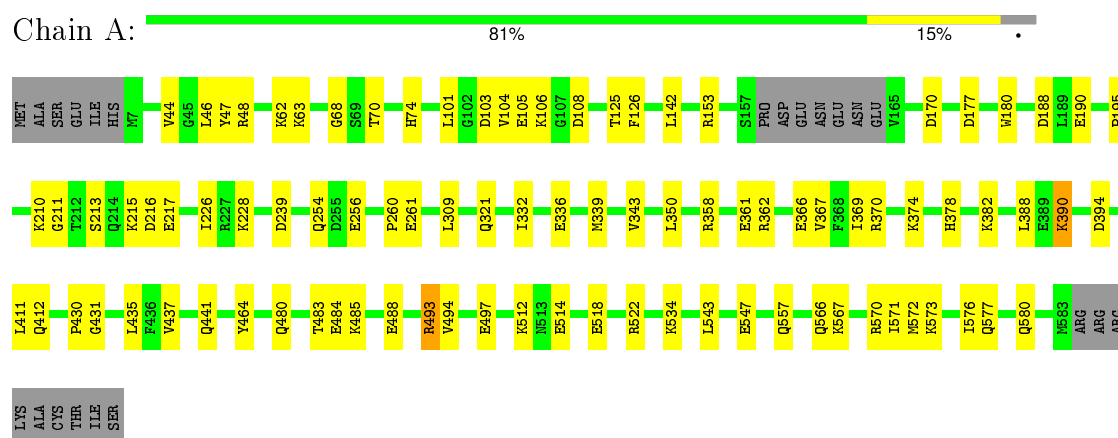 Chain A:
81% 15% •
MET ALA SER GLU ILE HIS M7 V44 G45 L46 Y47 R48 K62 K63 G68 S69 T70 H74 L101 G102 D103 V104 E105 K106 G107 D108 T125 F126 L142 R153 S157 PRO ASP GLU ASN GLU ASN GLU V165 D170 D177 W180 D188 L189 E190
K210 G211 T212 S213 Q214 K215 D216 E217 I226 R227 K228 D239 Q254 D255 E256 P260 E261 L309 Q321 I332 E336 M339 V343 L350 R358 E361 R362 E366 V367 F368 I369 R370 K374 H378 K382 L388 E389 K390 D394
L411 Q412 P430 G431 L435 F436 V437 Q441 Y464 Q480 T483 E484 K485 E488 R493 V494 E497 K512 N513 E514 E518 R522 K534 L543 E547 Q557 Q566 K567 R570 I571 M572 K573 I576 Q577 Q580 M583 ARG ARG
LYS ALA CYS THR ILE SER